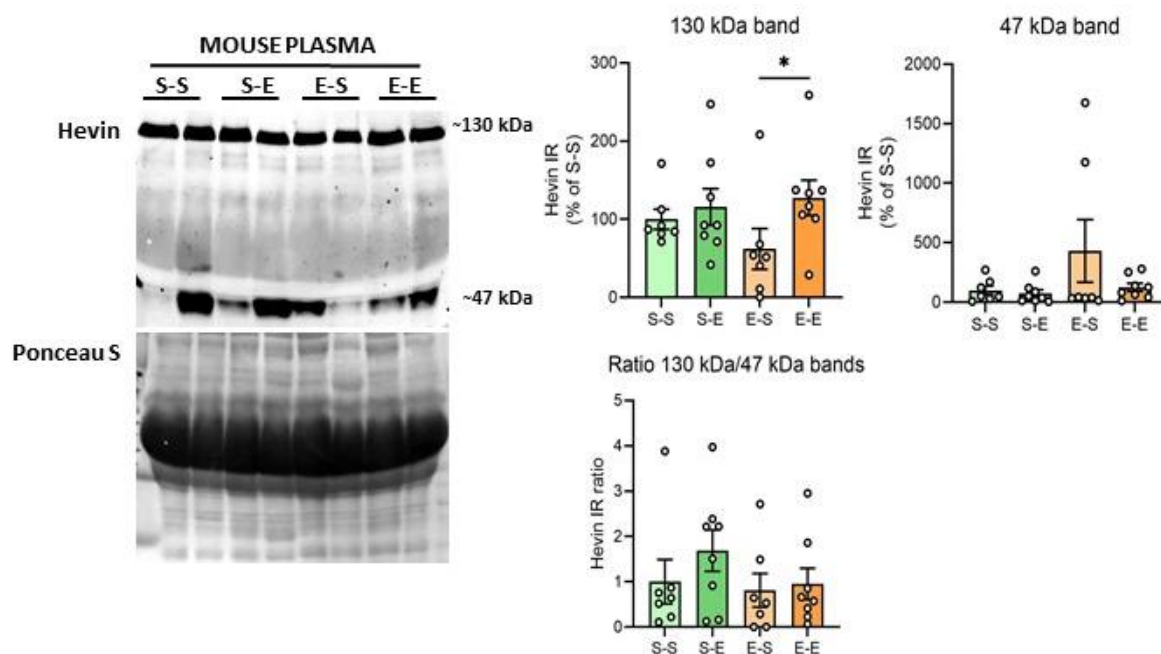 MOUSE PLASMA
S-S S-E E-S E-E
Hevin
~130 kDa
~47 kDa
Ponceau S
130 kDa band
*
Hevin IR
(% of S-S)
300
200
100
0
S-S S-E E-S E-E
47 kDa band
Hevin IR
(% of S-S)
2000
1500
1000
500
0
S-S S-E E-S E-E
Ratio 130 kDa/47 kDa bands
Hevin IR ratio
5
4
3
2
1
0
S-S S-E E-S E-E